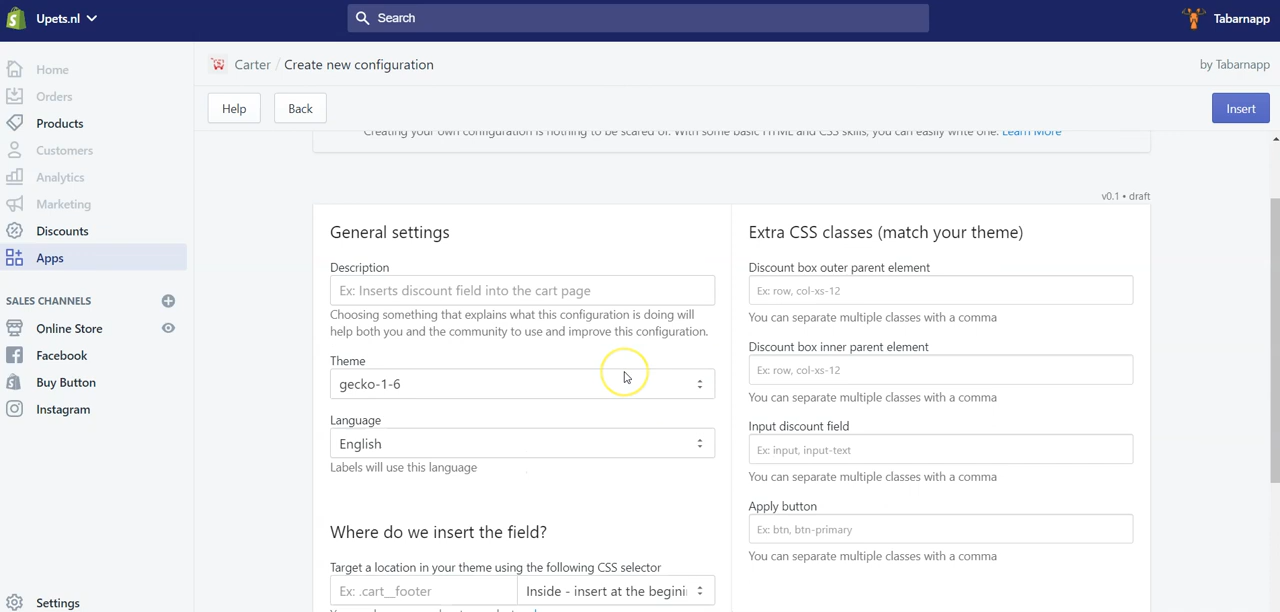 Upets.nl
Search
Tabarnapp
Home
Orders
Products
Customers
Analytics
Marketing
Discounts
Apps
SALES CHANNELS
Online Store
Facebook
Buy Button
Instagram
Settings
Carter / Create new configuration
by Tabarnapp
Help
Back
Insert
Creating your own configuration is nothing to be scared of. With some basic HTML and CSS skills, you can easily write one. Learn More
v0.1 • draft
General settings
Description
Ex: Inserts discount field into the cart page
Choosing something that explains what this configuration is doing will
help both you and the community to use and improve this configuration.
Theme
gecko-1-6
Language
English
Labels will use this language
Where do we insert the field?
Target a location in your theme using the following CSS selector
Ex: .cart__footer
Inside - insert at the begini
Extra CSS classes (match your theme)
Discount box outer parent element
Ex: row, col-xs-12
You can separate multiple classes with a comma
Discount box inner parent element
Ex: row, col-xs-12
You can separate multiple classes with a comma
Input discount field
Ex: input, input-text
You can separate multiple classes with a comma
Apply button
Ex: btn, btn-primary
You can separate multiple classes with a comma